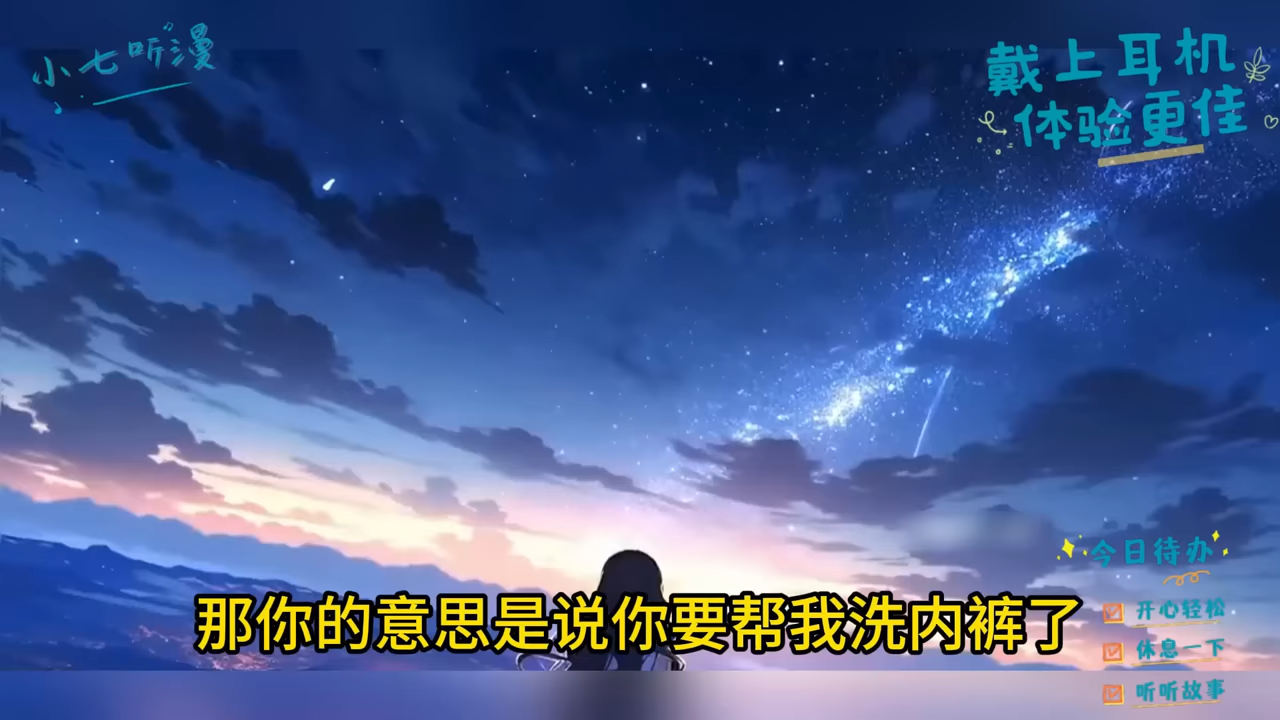 小七听漫
戴上耳机
体验更佳
今日待办
开心轻松
休息一下
听听故事
那你的意思是说你要帮我洗内裤了